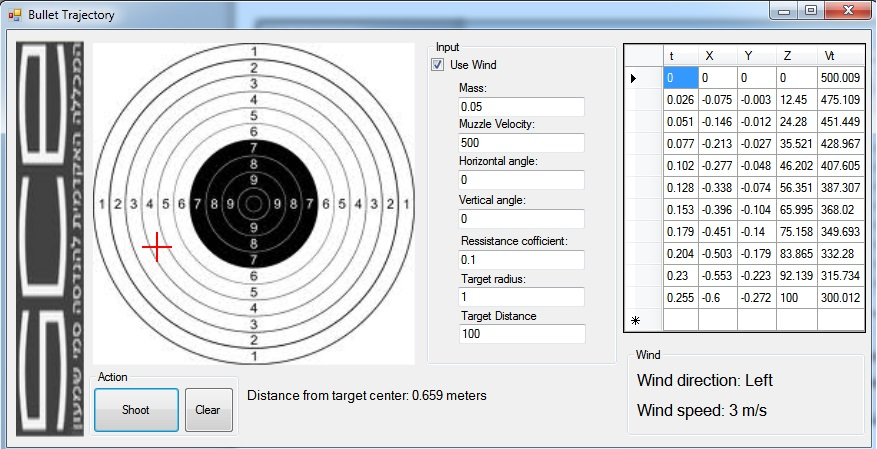 Bullet Trajectory
המכללה האקדמית להנדסה סמי שמעון
1
2
3
4
5
6
7
8
9
1 2 3 4 5 6 7 8 9 9 8 7 6 5 4 3 2 1
9
8
7
6
5
4
3
2
1
Input
Use Wind
Mass:
0.05
Muzzle Velocity:
500
Horizontal angle:
0
Vertical angle:
0
Ressistance cofficient:
0.1
Target radius:
1
Target Distance
100
t X Y Z Vt
0 0 0 0 500.009
0.026 -0.075 -0.003 12.45 475.109
0.051 -0.146 -0.012 24.28 451.449
0.077 -0.213 -0.027 35.521 428.967
0.102 -0.277 -0.048 46.202 407.605
0.128 -0.338 -0.074 56.351 387.307
0.153 -0.396 -0.104 65.995 368.02
0.179 -0.451 -0.14 75.158 349.693
0.204 -0.503 -0.179 83.865 332.28
0.23 -0.553 -0.223 92.139 315.734
0.255 -0.6 -0.272 100 300.012
Action
Shoot
Clear
Distance from target center: 0.659 meters
Wind
Wind direction: Left
Wind speed: 3 m/s